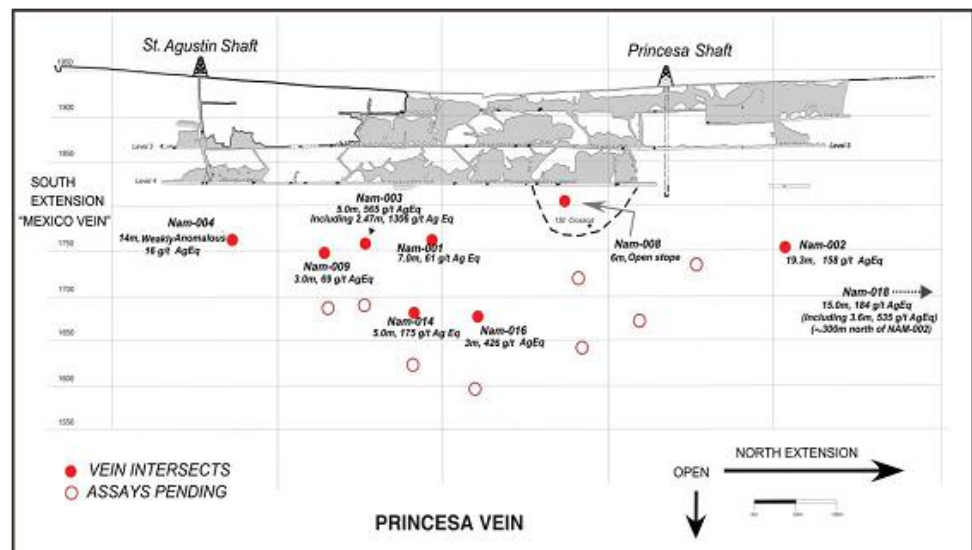 St. Agustin Shaft
Princesa Shaft
1950
1900
1850
1750
1700
1650
1600
1550
Level 3
Level 4
SOUTH
EXTENSION
"MEXICO VEIN"
Nam-004
14m, Weakly Anomalous
16 g/t AgEq
Nam-003
5.0m, 565 g/t AgEq
Including 2.47m, 1306 g/t Ag Eq
Nam-001
7.0m, 61 g/t Ag Eq
Nam-009
3.0m, 69 g/t AgEq
Nam-014
5.0m, 175 g/t Ag Eq
Nam-016
3m, 426 g/t AgEq
Crosscut
Nam-008
6m, Open stope
Nam-002
19.3m, 158 g/t AgEq
Nam-018
15.0m, 184 g/t AgEq
(Including 3.6m, 535 g/t AgEq)
(~300m north of NAM-002)
VEIN INTERSECTS
ASSAYS PENDING
NORTH EXTENSION
OPEN
PRINCESA VEIN